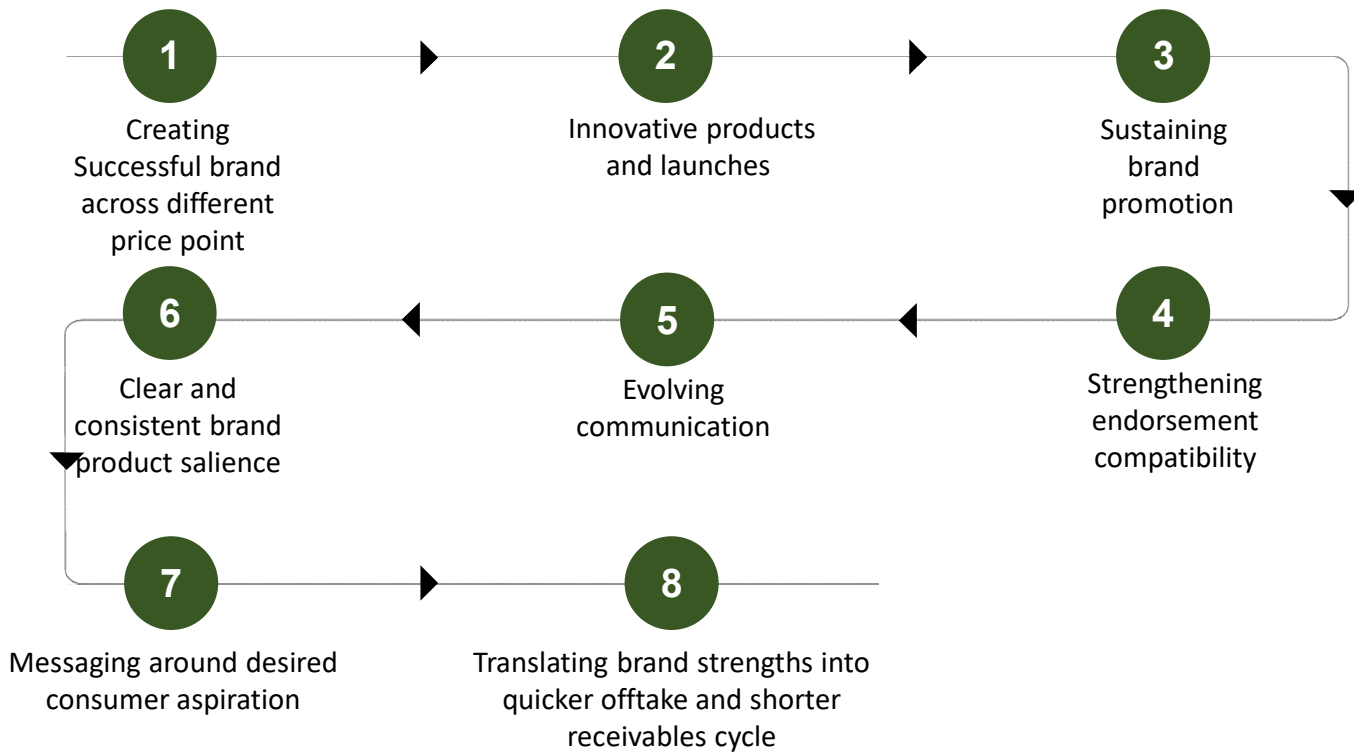 1
Creating
Successful brand
across different
price point
2
Innovative products
and launches
3
Sustaining
brand
promotion
4
Strengthening
endorsement
compatibility
5
Evolving
communication
6
Clear and
consistent brand
product salience
7
Messaging around desired
consumer aspiration
8
Translating brand strengths into
quicker offtake and shorter
receivables cycle